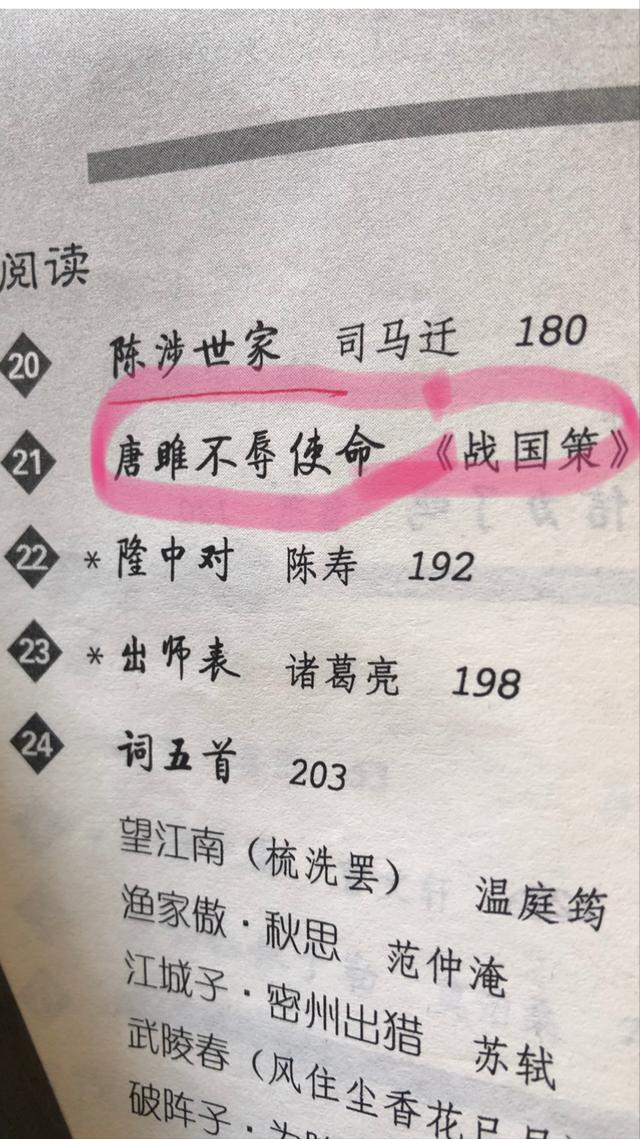 阅读
20 陈涉世家 司马迁 180
21 唐雎不辱使命 《战国策》
22 *隆中对 陈寿 192
23 *出师表 诸葛亮 198
24 词五首 203
望江南（梳洗罢） 温庭筠
渔家傲·秋思 范仲淹
江城子·密州出猎 苏轼
武陵春（风住尘香花已
破阵子·为